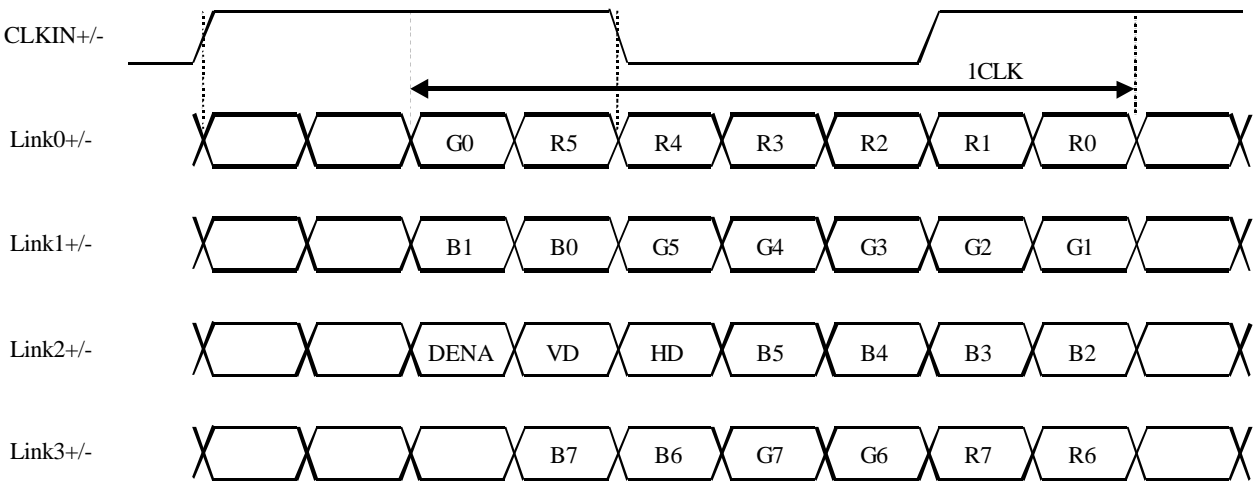 CLKIN+/-
1CLK
Link0+/- G0 R5 R4 R3 R2 R1 R0
Link1+/- B1 B0 G5 G4 G3 G2 G1
Link2+/- DENA VD HD B5 B4 B3 B2
Link3+/- B7 B6 G7 G6 R7 R6